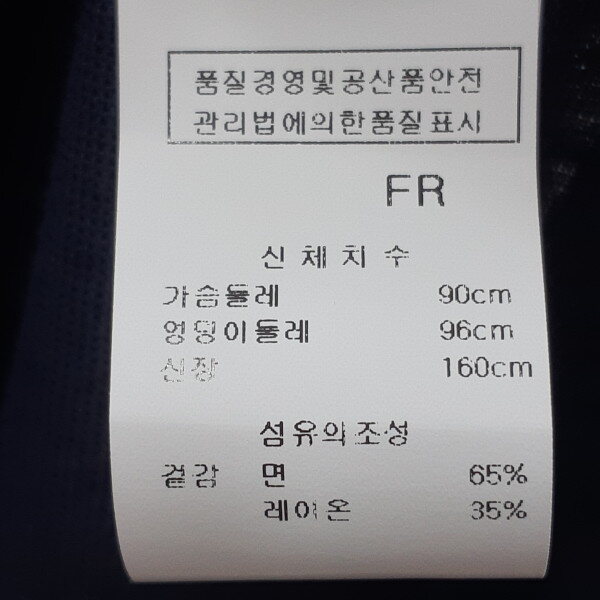 품질경영및공산품안전
관리법에의한품질표시
FR
신체치수
가슴둘레 90cm
엉덩이둘레 96cm
신장 160cm
섬유의조성
겉감 면 65%
레이온 35%